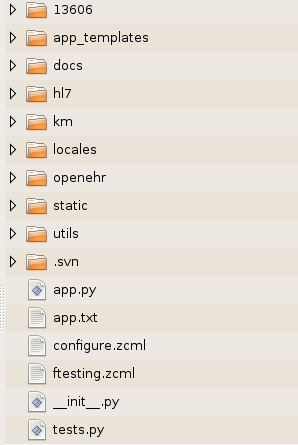 13606
app_templates
docs
hl7
km
locales
openehr
static
utils
.svn
app.py
app.txt
configure.zcml
ftesting.zcml
__init__.py
tests.py